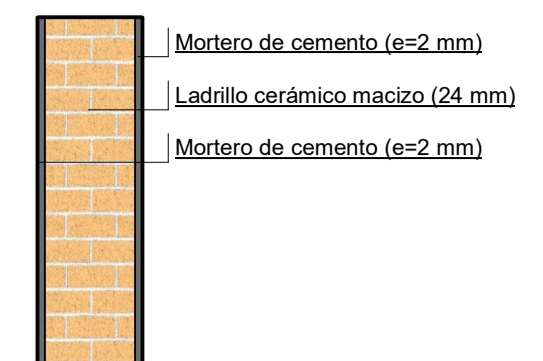 Mortero de cemento (e=2 mm)
Ladrillo cerámico macizo (24 mm)
Mortero de cemento (e=2 mm)